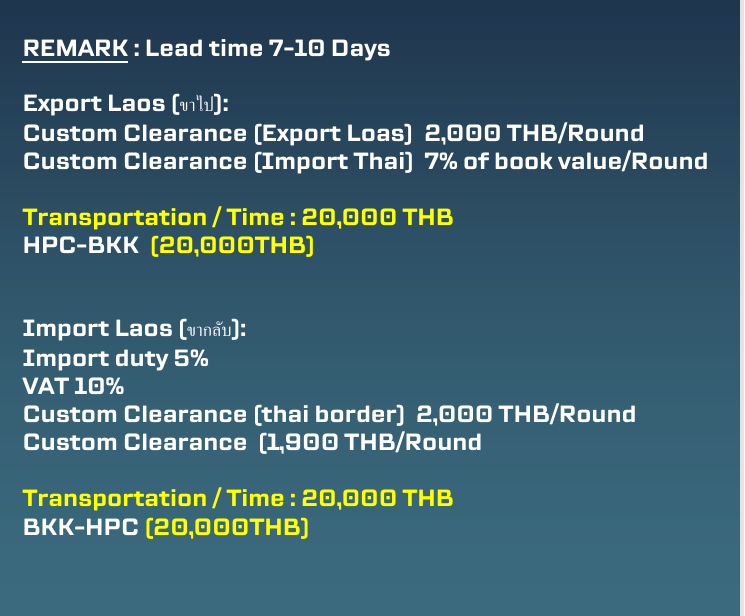 REMARK : Lead time 7-10 Days
Export Laos (ขาไป):
Custom Clearance (Export Loas) 2,000 THB/Round
Custom Clearance (Import Thai) 7% of book value/Round
Transportation / Time : 20,000 THB
HPC-BKK (20,000THB)
Import Laos (ขากลับ):
Import duty 5%
VAT 10%
Custom Clearance (thai border) 2,000 THB/Round
Custom Clearance (1,900 THB/Round
Transportation / Time : 20,000 THB
BKK-HPC (20,000THB)